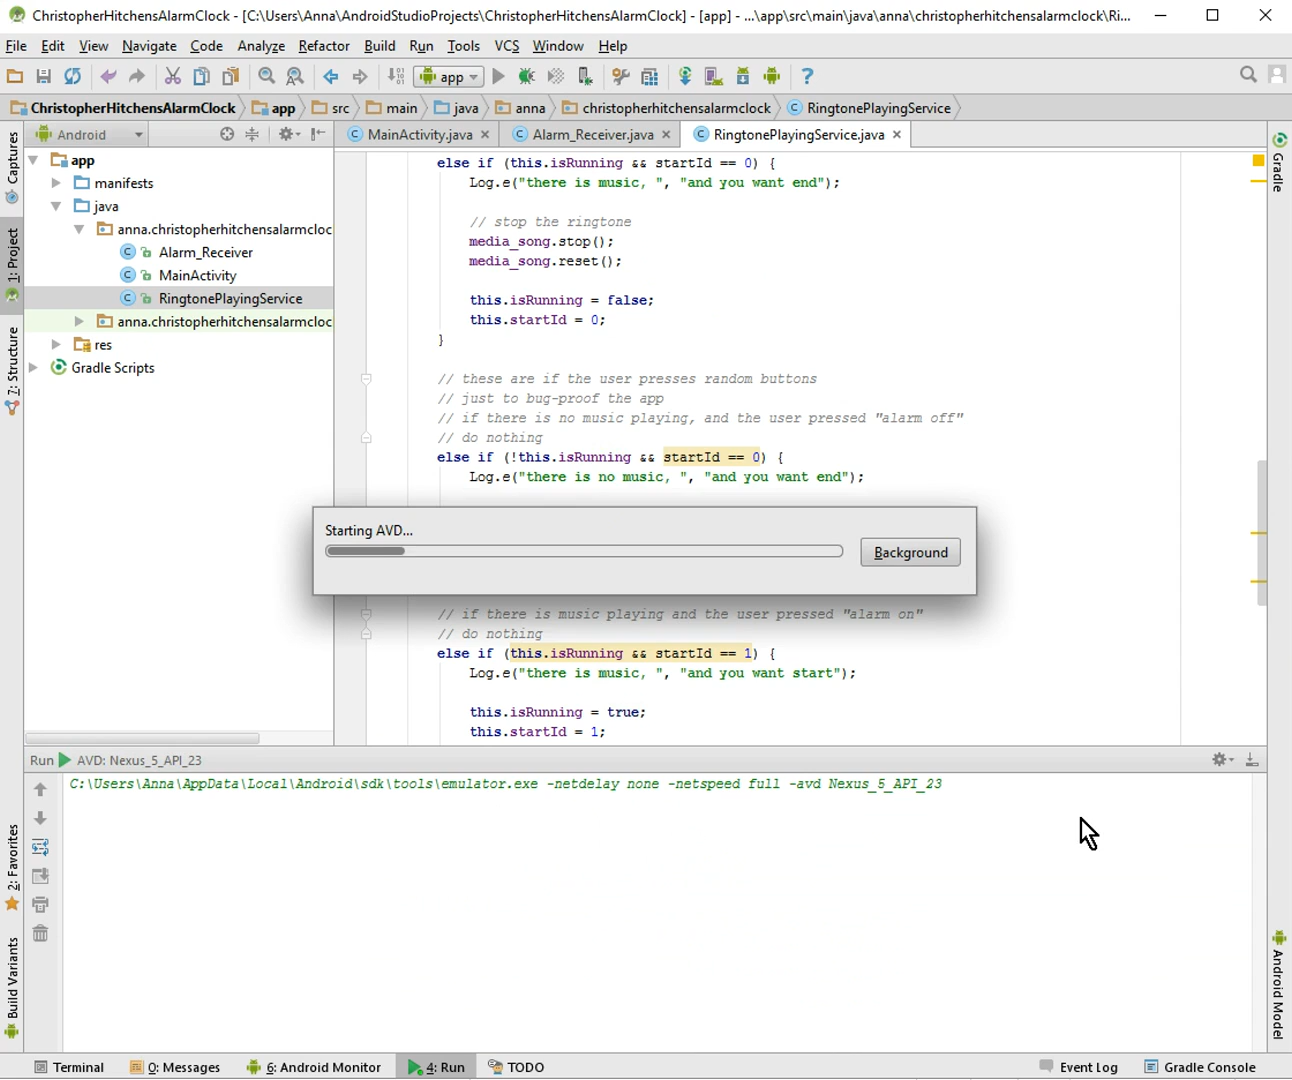 ChristopherHitchensAlarmClock - [C:\Users\Anna\AndroidStudioProjects\ChristopherHitchensAlarmClock] - [app] - ...\app\src\main\java\anna\christopherhitchensalarmclock\Ri...
File Edit View Navigate Code Analyze Refactor Build Run Tools VCS Window Help
app
ChristopherHitchensAlarmClock app src main java anna christopherhitchensalarmclock RingtonePlayingService
Android
MainActivity.java Alarm_Receiver.java RingtonePlayingService.java
Captures
1: Project
7: Structure
2: Favorites
Build Variants
app
manifests
java
anna.christopherhitchensalarmcloc
Alarm_Receiver
MainActivity
RingtonePlayingService
anna.christopherhitchensalarmcloc
res
Gradle Scripts
else if (this.isRunning && startId == 0) {
Log.e("there is music, ", "and you want end");
// stop the ringtone
media_song.stop();
media_song.reset();
this.isRunning = false;
this.startId = 0;
}
// these are if the user presses random buttons
// just to bug-proof the app
// if there is no music playing, and the user pressed "alarm off"
// do nothing
else if (!this.isRunning && startId == 0) {
Log.e("there is no music, ", "and you want end");
Starting AVD...
Background
// if there is music playing and the user pressed "alarm on"
// do nothing
else if (this.isRunning && startId == 1) {
Log.e("there is music, ", "and you want start");
this.isRunning = true;
this.startId = 1;
Gradle
Android Model
Run AVD: Nexus_5_API_23
C:\Users\Anna\AppData\Local\Android\sdk\tools\emulator.exe -netdelay none -netspeed full -avd Nexus_5_API_23
Terminal 0: Messages 6: Android Monitor 4: Run TODO Event Log Gradle Console